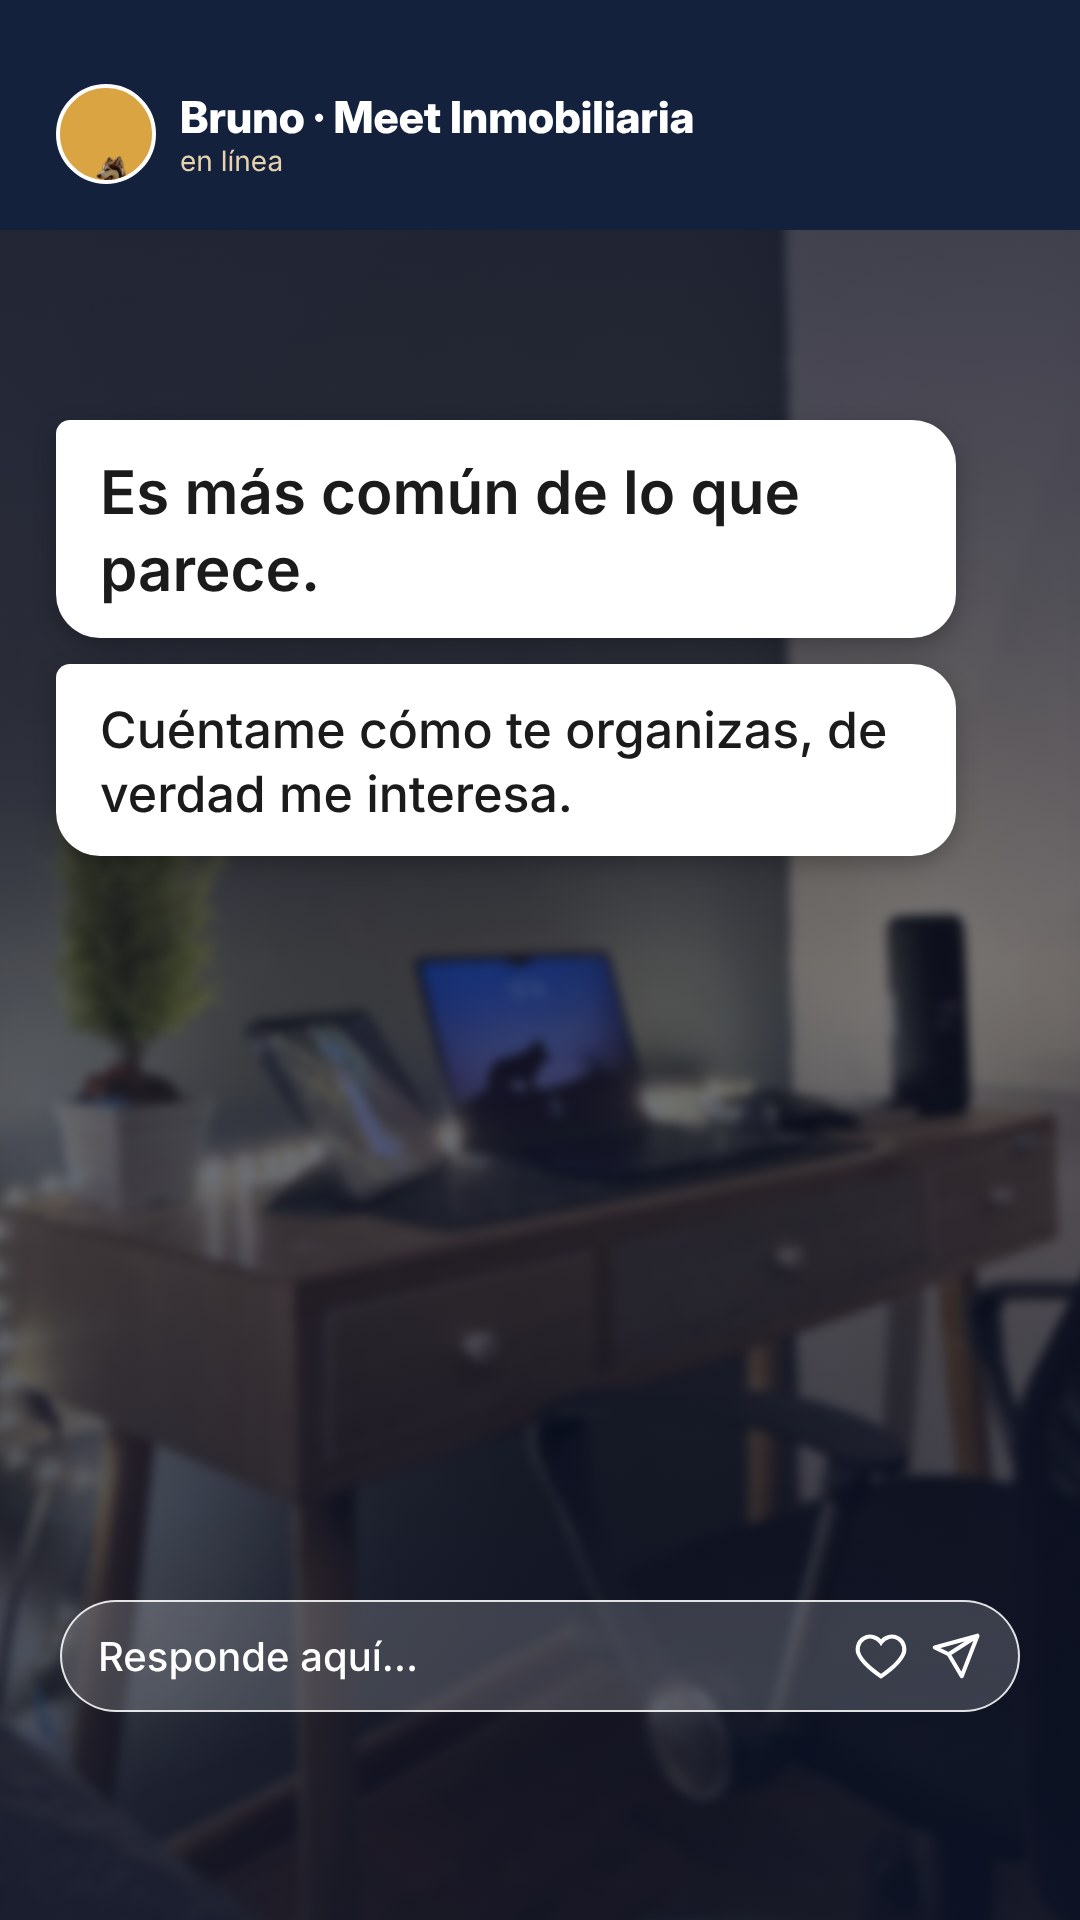 Bruno · Meet Inmobiliaria
en línea
Es más común de lo que
parece.
Cuéntame cómo te organizas, de
verdad me interesa.
Responde aquí...